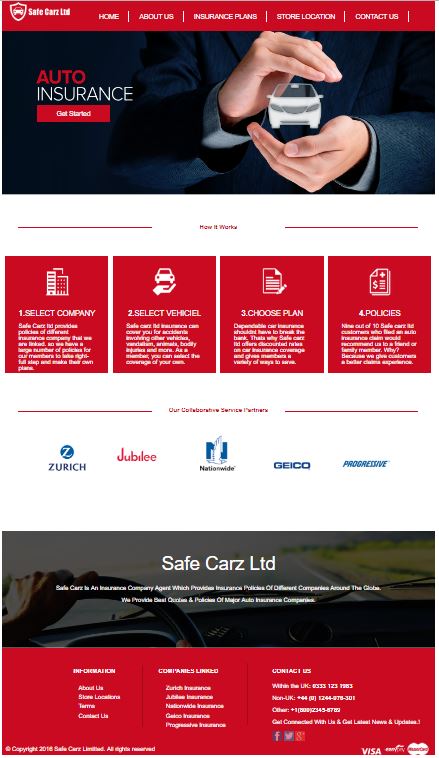 Safe Carz Ltd
HOME
ABOUT US
INSURANCE PLANS
STORE LOCATION
CONTACT US
AUTO
INSURANCE
Get Started
How It Works
1.SELECT COMPANY
Safe Carz ltd provides
policies of different
insurance company that we
are linked. so we have a
large number of policies for
our members to take right-
full step and make their own
plans.
2.SELECT VEHICIEL
Safe carz ltd insurance can
cover you for accidents
involving other vehicles,
vandalism, animals, bodily
injuries and more. As a
member, you can select the
coverage of your own.
3.CHOOSE PLAN
Dependable car insurance
shouldnt have to break the
bank. Thats why Safe carz
ltd offers discounted rates
on car insurance coverage
and gives members a
variety of ways to save.
4.POLICIES
Nine out of 10 Safe carz ltd
customers who filed an auto
insurance claim would
recommend us to a friend or
family member. Why?
Because we give customers
a better claims experience.
Our Collaborative Service Partners
ZURICH
Jubilee
Nationwide
GEICO
PROGRESSIVE
Safe Carz Ltd
Safe Carz Is An Insurance Company Agent Which Provides Insurance Policies Of Different Companies Around The Globe.
We Provide Best Quotes & Policies Of Major Auto Insurance Companies.
INFORMATION
About Us
Store Locations
Terms
Contact Us
COMPANIES LINKED
Zurich Insurance
Jubilee Insurance
Nationwide Insurance
Geico Insurance
Progressive Insurance
CONTACT US
Within the UK: 0333 123 1983
Non-UK: +44 (0) 1244-978-301
Other: +1(800)2345-6789
Get Connected With Us & Get Latest News & Updates.!
© Copyright 2016 Safe Carz Limited. All rights reserved
VISA
MasterCard